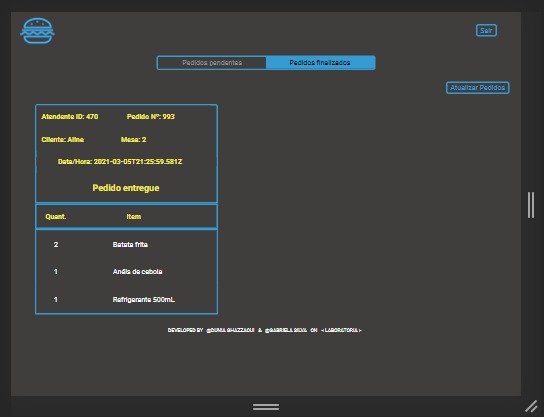 Sair
Pedidos pendentes Pedidos finalizados
Atualizar Pedidos
Atendente ID: 470 Pedido Nº: 993
Cliente: Aline Mesa: 2
Data/Hora: 2021-03-05T21:25:59.581Z
Pedido entregue
Quant. Item
2 Batata frita
1 Anéis de cebola
1 Refrigerante 500mL
DEVELOPED BY @DUNIA GHAZZAOUI & @GABRIELA SILVA ON < LABORATORIA >